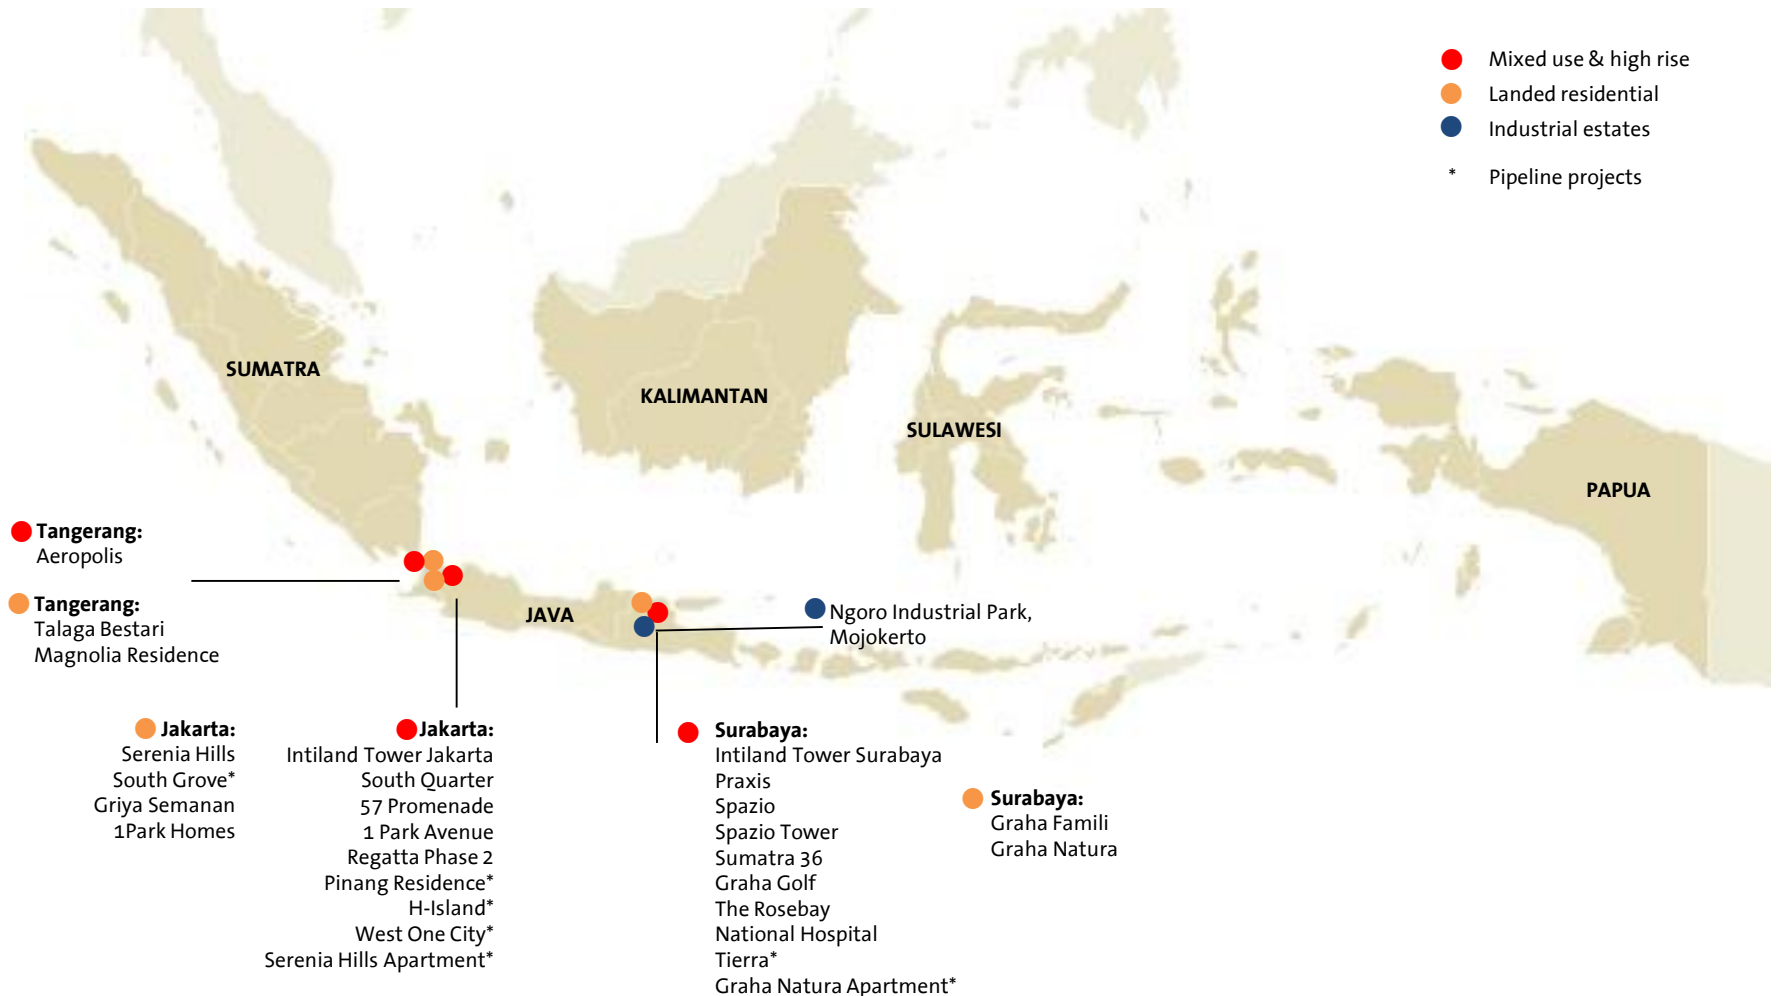 Mixed use & high rise
Landed residential
Industrial estates
* Pipeline projects
SUMATRA
KALIMANTAN
SULAWESI
PAPUA
JAVA
Tangerang:
Aeropolis
Tangerang:
Talaga Bestari
Magnolia Residence
Ngoro Industrial Park,
Mojokerto
Jakarta:
Serenia Hills
South Grove*
Griya Semanan
1Park Homes
Jakarta:
Intiland Tower Jakarta
South Quarter
57 Promenade
1 Park Avenue
Regatta Phase 2
Pinang Residence*
H-Island*
West One City*
Serenia Hills Apartment*
Surabaya:
Intiland Tower Surabaya
Praxis
Spazio
Spazio Tower
Sumatra 36
Graha Golf
The Rosebay
National Hospital
Tierra*
Graha Natura Apartment*
Surabaya:
Graha Famili
Graha Natura